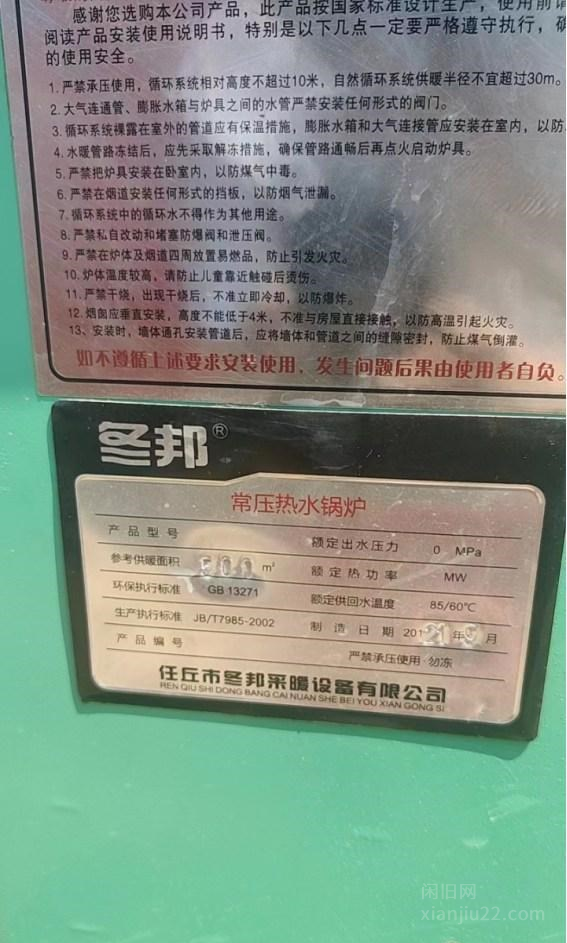 感谢您选购本公司产品，此产品按国家标准设计生产，使用前请
阅读产品安装使用说明书，特别是以下几点一定要严格遵守执行，确
的使用安全。
1. 严禁承压使用，循环系统相对高度不超过10米，自然循环系统供暖半径不宜超过30m。
2. 大气连通管、膨胀水箱与炉具之间的水管严禁安装任何形式的阀门。
3. 循环系统裸露在室外的管道应有保温措施，膨胀水箱和大气连接管应安装在室内，以防
4. 水暖管路冻结后，应先采取解冻措施，确保管路通畅后再点火启动炉具。
5. 严禁把炉具安装在卧室内，以防煤气中毒。
6. 严禁在烟道安装任何形式的挡板，以防烟气泄漏。
7. 循环系统中的循环水不得作为其他用途。
8. 严禁私自改动和堵塞防爆阀和泄压阀。
9. 严禁在炉体及烟道四周放置易燃品，防止引发火灾。
10. 炉体温度较高，请防止儿童靠近触碰后烫伤。
11. 严禁干烧，出现干烧后，不准立即冷却，以防爆炸。
12. 烟囱应垂直安装，高度不能低于4米，不准与房屋直接接触，以防高温引起火灾。
13、安装时，墙体通孔安装管道后，应将墙体和管道之间的缝隙密封，防止煤气倒灌。
如不遵循上述要求安装使用，发生问题后果由使用者自负。
冬邦®
常压热水锅炉
产品型号
额定出水压力 0 MPa
参考供暖面积 500 m²
额定热功率 MW
环保执行标准 GB 13271
额定供回水温度 85/60℃
生产执行标准 JB/T7985-2002
制造日期 201 21年9月
产品编号
严禁承压使用·勿冻
任丘市冬邦采暖设备有限公司
REN QIU SHI DONG BANG CAI NUAN SHE BEI YOU XIAN GONG SI
闲旧网
xianjiu22.com